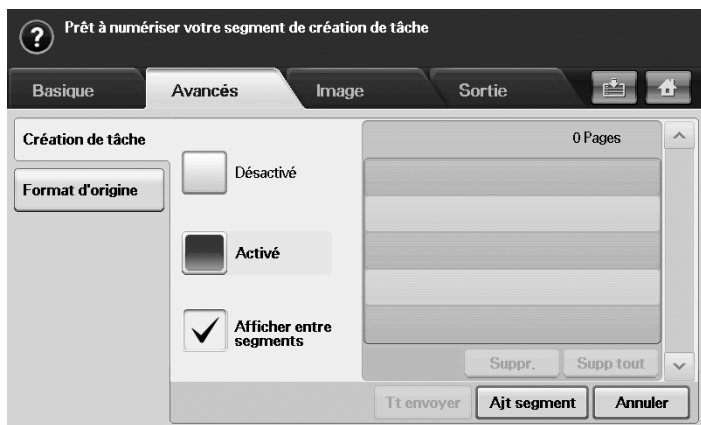 Prêt à numériser votre segment de création de tâche
Basique
Avancés
Image
Sortie
Création de tâche
Format d'origine
Désactivé
Activé
Afficher entre
segments
0 Pages
Suppr.
Supp tout
Tt envoyer
Ajt segment
Annuler